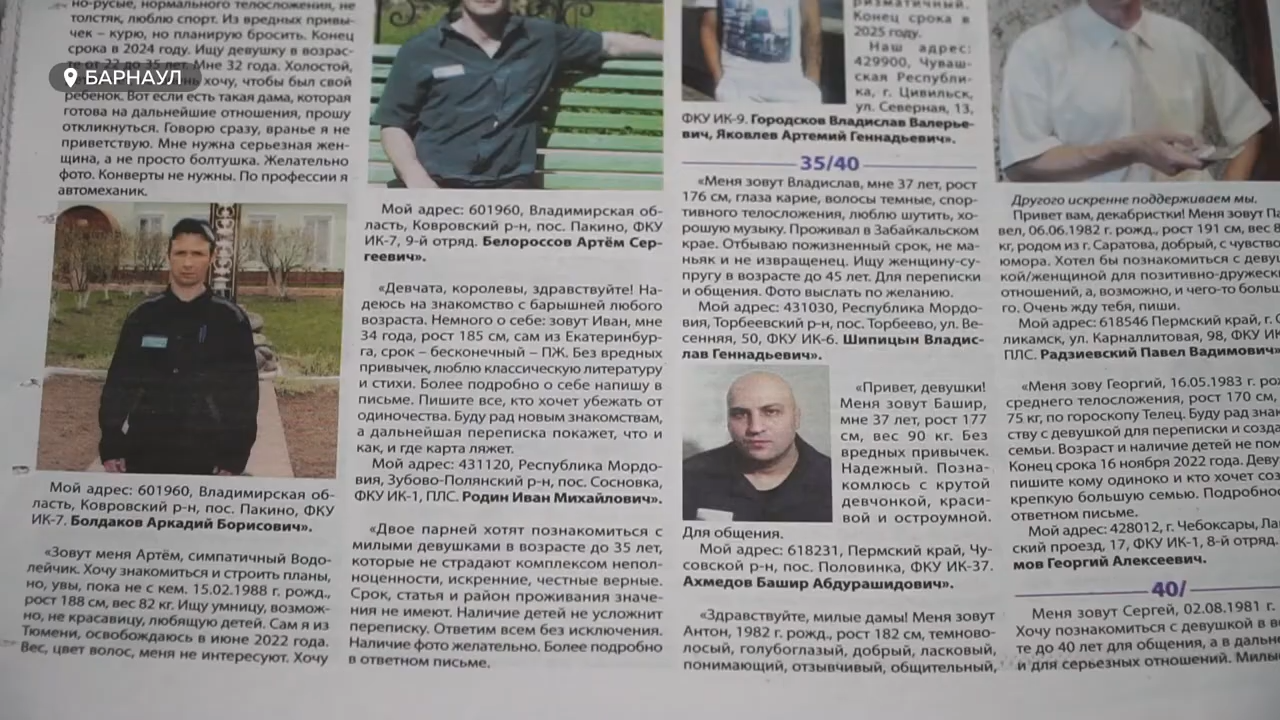 но-русые, нормального телосложения, не
толстяк, люблю спорт. Из вредных привы-
чек – курю, но планирую бросить. Конец
срока в 2024 году. Ищу девушку в возрас-
те от 22 до 35 лет. Мне 32 года. Холостой,
хочу, чтобы был свой
БАРНАУЛ
ребенок. Вот если есть такая дама, которая
готова на дальнейшие отношения, прошу
откликнуться. Говорю сразу, вранье я не
приветствую. Мне нужна серьезная жен-
щина, а не просто болтушка. Желательно
фото. Конверты не нужны. По профессии я
автомеханик.
Мой адрес: 601960, Владимирская об-
ласть, Ковровский р-н, пос. Пакино, ФКУ
ИК-7. Болдаков Аркадий Борисович».
«Зовут меня Артём, симпатичный Водо-
лейчик. Хочу знакомиться и строить планы,
но, увы, пока не с кем. 15.02.1988 г. рожд.,
рост 188 см, вес 82 кг. Ищу умницу, возмож-
но, не красавицу, любящую детей. Сам я из
Тюмени, освобождаюсь в июне 2022 года.
Вес, цвет волос, меня не интересуют. Хочу
Мой адрес: 601960, Владимирская об-
ласть, Ковровский р-н, пос. Пакино, ФКУ
ИК-7, 9-й отряд. Белороссов Артём Сер-
геевич».
«Девчата, королевы, здравствуйте! На-
деюсь на знакомство с барышней любого
возраста. Немного о себе: зовут Иван, мне
34 года, рост 185 см, сам из Екатеринбур-
га, срок – бесконечный – ПЖ. Без вредных
привычек, люблю классическую литературу
и стихи. Более подробно о себе напишу в
письме. Пишите все, кто хочет убежать от
одиночества. Буду рад новым знакомствам,
а дальнейшая переписка покажет, что и
как, и где карта ляжет.
Мой адрес: 431120, Республика Мордо-
вия, Зубово-Полянский р-н, пос. Сосновка,
ФКУ ИК-1, ПЛС. Родин Иван Михайлович».
«Двое парней хотят познакомиться с
милыми девушками в возрасте до 35 лет,
которые не страдают комплексом непол-
ноценности, искренние, честные верные.
Срок, статья и район проживания значе-
ния не имеют. Наличие детей не усложнит
переписку. Ответим всем без исключения.
Наличие фото желательно. Более подробно
в ответном письме.
ризматичный.
Конец срока в
2025 году.
Наш адрес:
429900, Чуваш-
ская Республи-
ка, г. Цивильск,
ул. Северная, 13,
ФКУ ИК-9. Городсков Владислав Валерье-
вич, Яковлев Артемий Геннадьевич».
35/40
«Меня зовут Владислав, мне 37 лет, рост
176 см, глаза карие, волосы темные, спор-
тивного телосложения, люблю шутить, хо-
рошую музыку. Проживал в Забайкальском
крае. Отбываю пожизненный срок, не ма-
ньяк и не извращенец. Ищу женщину-су-
пругу в возрасте до 45 лет. Для переписки
и общения. Фото выслать по желанию.
Мой адрес: 431030, Республика Мордо-
вия, Торбеевский р-н, пос. Торбеево, ул. Ве-
сенняя, 50, ФКУ ИК-6. Шипицын Владис-
лав Геннадьевич».
«Привет, девушки!
Меня зовут Башир,
мне 37 лет, рост 177
см, вес 90 кг. Без
вредных привычек.
Надежный. Позна-
комлюсь с крутой
девчонкой, краси-
вой и остроумной.
Для общения.
Мой адрес: 618231, Пермский край, Чу-
совской р-н, пос. Половинка, ФКУ ИК-37.
Ахмедов Башир Абдурашидович».
«Здравствуйте, милые дамы! Меня зовут
Антон, 1982 г. рожд., рост 182 см, темново-
лосый, голубоглазый, добрый, ласковый,
понимающий, отзывчивый, общительный,
Другого искренне поддерживаем мы.
Привет вам, декабристки! Меня зовут Па
вел, 06.06.1982 г. рожд., рост 191 см, вес 8
кг, родом из г. Саратова, добрый, с чувство
юмора. Хотел бы познакомиться с девуш
кой/женщиной для позитивно-дружеск
отношений, а, возможно, и чего-то больш
го. Очень жду тебя, пиши.
Мой адрес: 618546 Пермский край, г. С
ликамск, ул. Карналлитовая, 98, ФКУ ИК
ПЛС. Радзиевский Павел Вадимович»
«Меня зову Георгий, 16.05.1983 г. рож
среднего телосложения, рост 170 см,
75 кг, по гороскопу Телец. Буду рад знак
ству с девушкой для переписки и созда
семьи. Возраст и наличие детей не пом
Конец срока 16 ноября 2022 года. Деву
пишите кому одиноко и кто хочет соз
крепкую большую семью. Подробно
ответном письме.
Мой адрес: 428012, г. Чебоксары, Ла
ский проезд, 17, ФКУ ИК-1, 8-й отряд.
мов Георгий Алексеевич.
40/
Меня зовут Сергей, 02.08.1981 г.
Хочу познакомиться с девушкой в в
те до 40 лет для общения, а в дальн
и для серьезных отношений. Милы